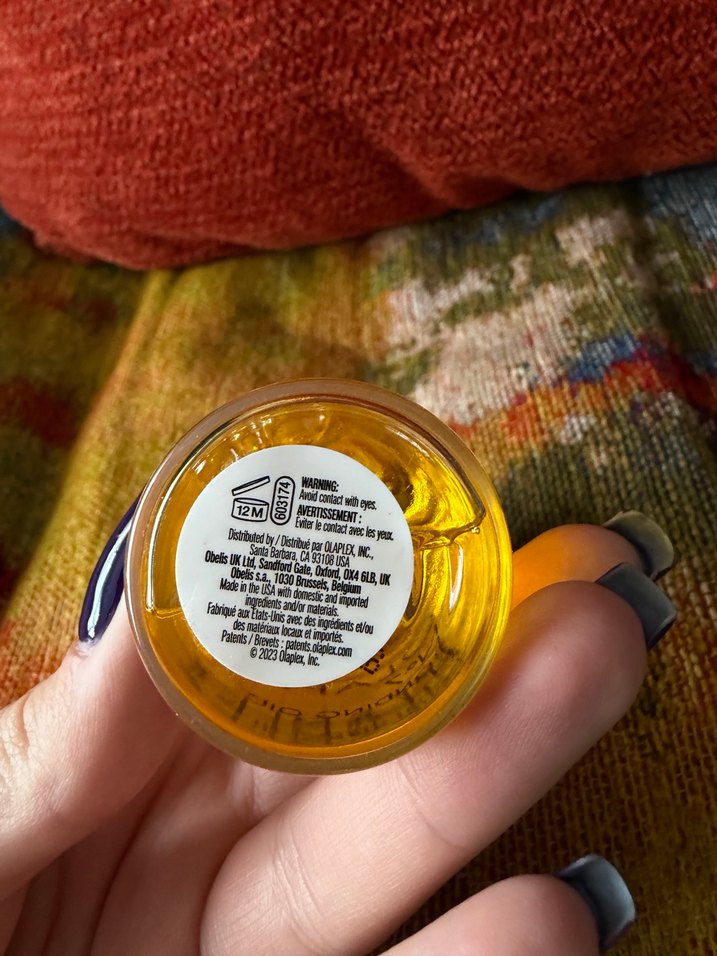 12 M
603174
WARNING:
Avoid contact with eyes.
AVERTISSEMENT :
Éviter le contact avec les yeux.
Distributed by / Distribué par OLAPLEX, INC.,
Santa Barbara, CA 93108 USA
Obelis UK Ltd, Sandford Gate, Oxford, OX4 6LB, UK
Obelis s.a., 1030 Brussels, Belgium
Made in the USA with domestic and imported
ingredients and/or materials.
Fabriqué aux États-Unis avec des ingrédients et/ou
des matériaux locaux et importés.
Patents / Brevets : patents.olaplex.com
© 2023 Olaplex, Inc.
OIL